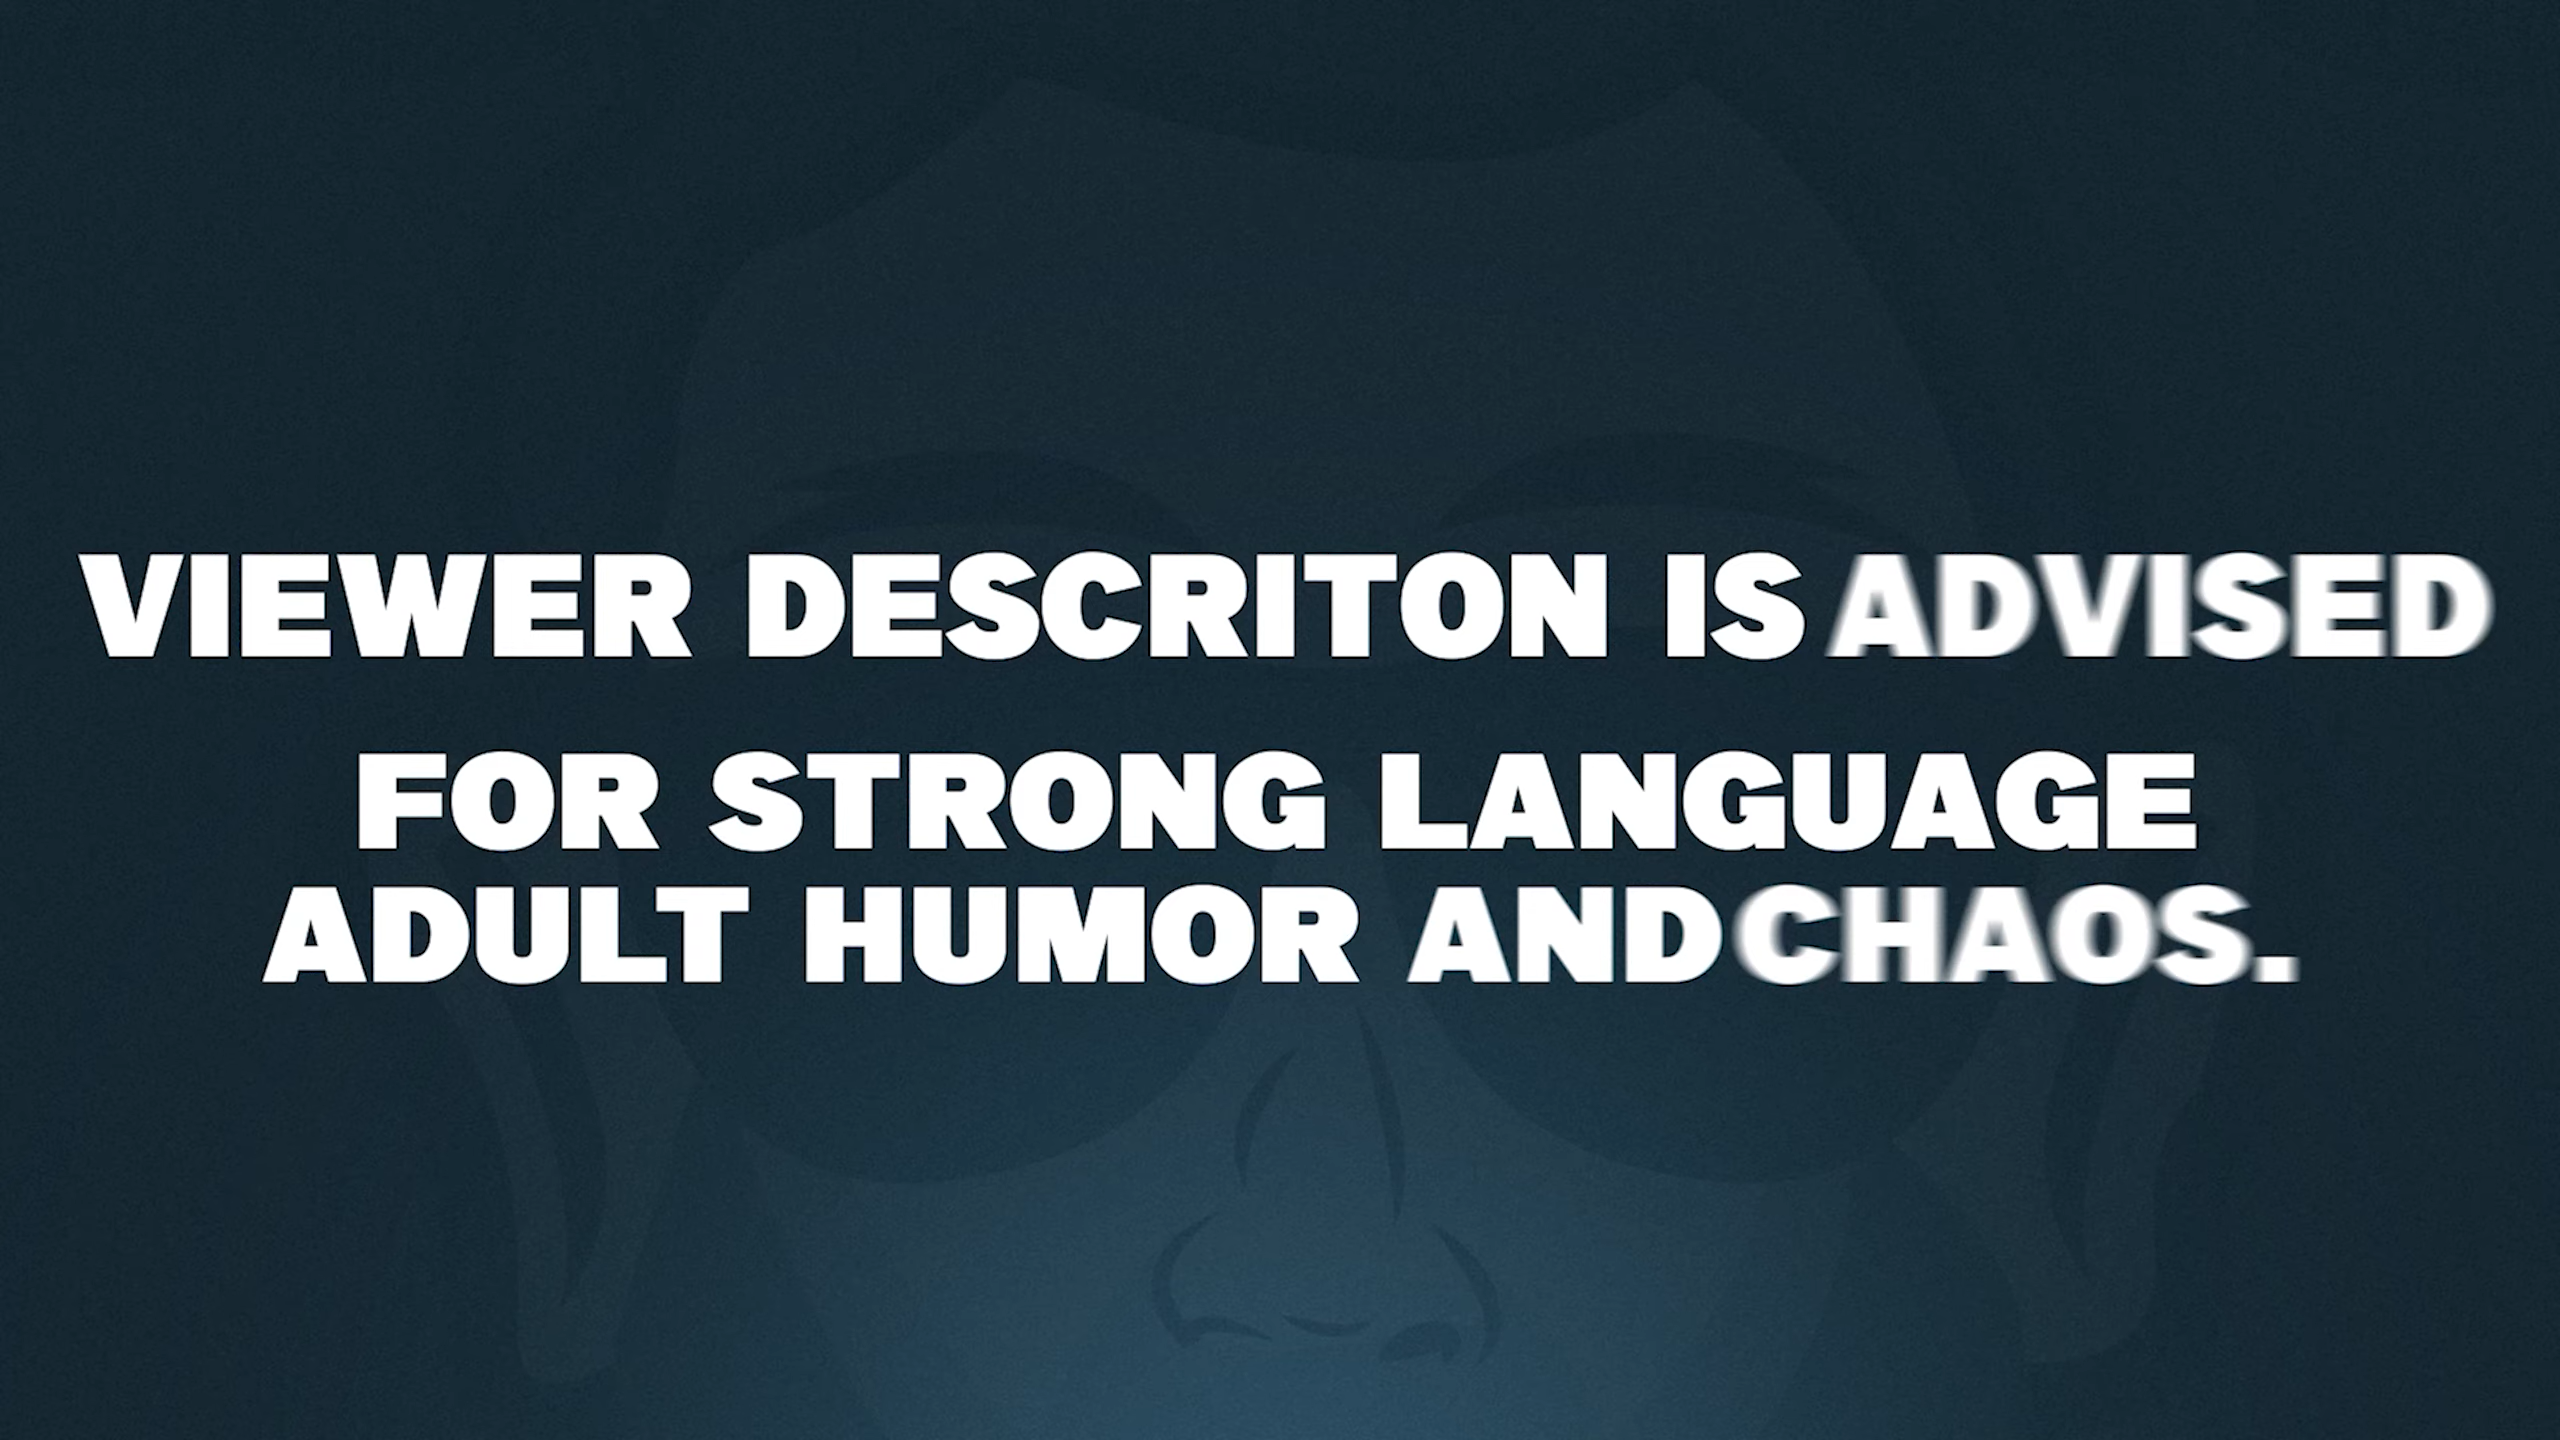 VIEWER DESCRITON IS ADVISED
FOR STRONG LANGUAGE
ADULT HUMOR AND CHAOS.